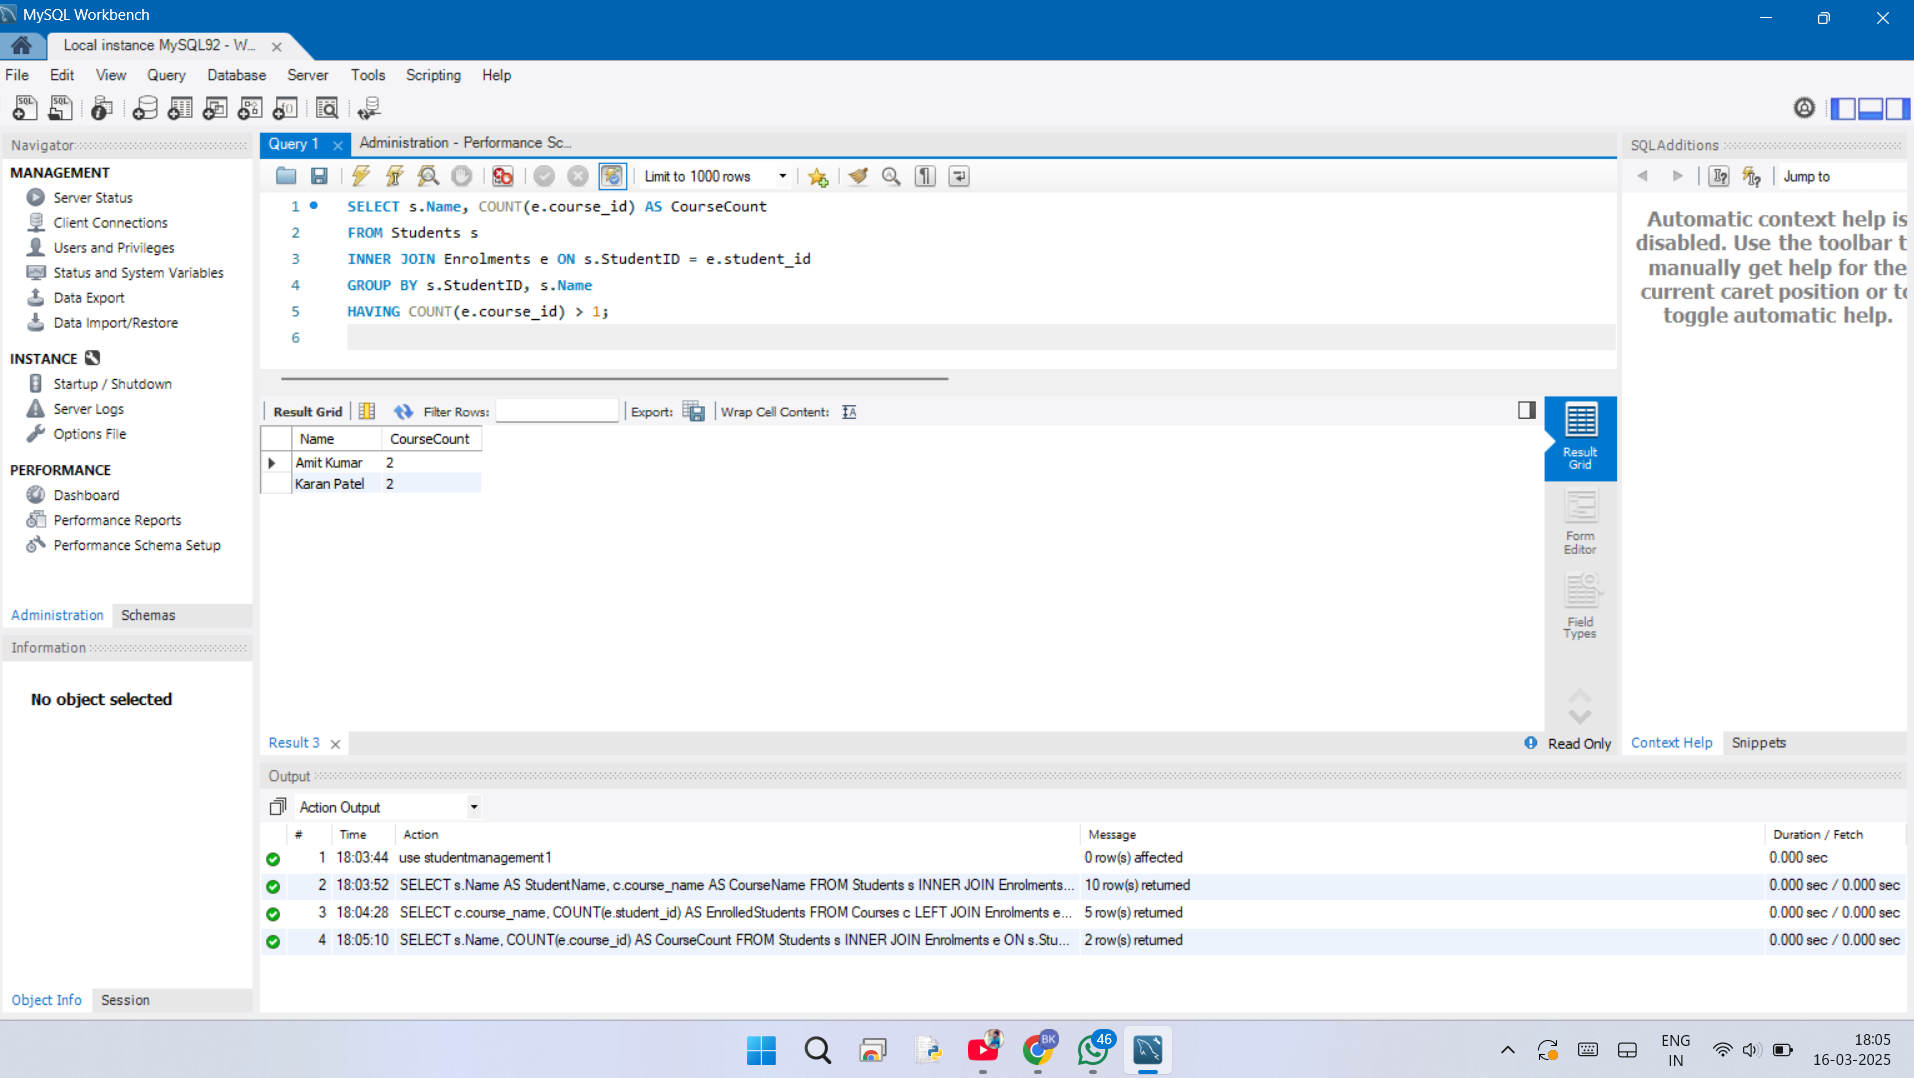 MySQL Workbench
Local instance MySQL92 - W...
File Edit View Query Database Server Tools Scripting Help
Navigator
MANAGEMENT
Server Status
Client Connections
Users and Privileges
Status and System Variables
Data Export
Data Import/Restore
INSTANCE
Startup / Shutdown
Server Logs
Options File
PERFORMANCE
Dashboard
Performance Reports
Performance Schema Setup
Administration Schemas
Information
No object selected
Object Info Session
Query 1 Administration - Performance Sc...
Limit to 1000 rows
1 SELECT s.Name, COUNT(e.course_id) AS CourseCount
2 FROM Students s
3 INNER JOIN Enrolments e ON s.StudentID = e.student_id
4 GROUP BY s.StudentID, s.Name
5 HAVING COUNT(e.course_id) > 1;
6
Result Grid Filter Rows: Export: Wrap Cell Content:
Name CourseCount
Amit Kumar 2
Karan Patel 2
Result Grid
Form Editor
Field Types
Result 3 Read Only
SQLAdditions
Jump to
Automatic context help is
disabled. Use the toolbar t
manually get help for the
current caret position or to
toggle automatic help.
Context Help Snippets
Output
Action Output
# Time Action Message Duration / Fetch
1 18:03:44 use studentmanagement1 0 row(s) affected 0.000 sec
2 18:03:52 SELECT s.Name AS StudentName, c.course_name AS CourseName FROM Students s INNER JOIN Enrolments... 10 row(s) returned 0.000 sec / 0.000 sec
3 18:04:28 SELECT c.course_name, COUNT(e.student_id) AS EnrolledStudents FROM Courses c LEFT JOIN Enrolments e... 5 row(s) returned 0.000 sec / 0.000 sec
4 18:05:10 SELECT s.Name, COUNT(e.course_id) AS CourseCount FROM Students s INNER JOIN Enrolments e ON s.Stu... 2 row(s) returned 0.000 sec / 0.000 sec
BK
46
ENG
IN
18:05
16-03-2025